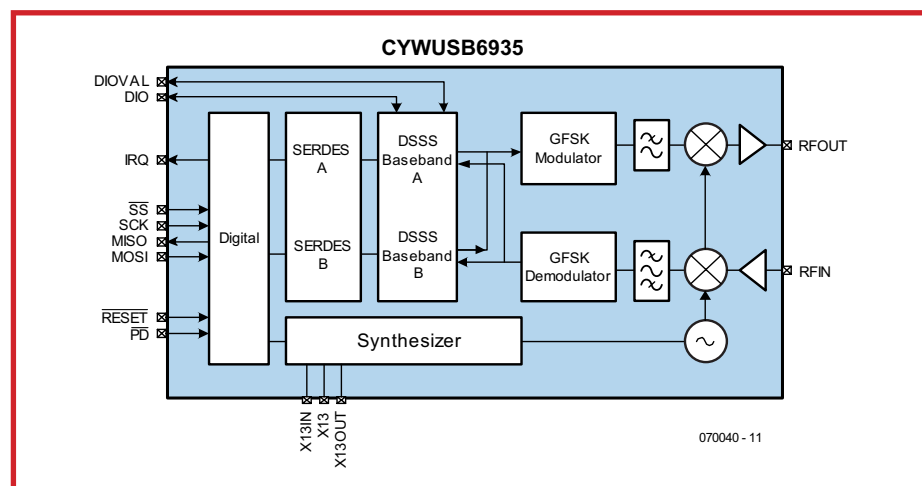 CYWUSB6935
DIOVAL
DIO
IRQ
SS
SCK
MISO
MOSI
RESET
PD
Digital
SERDES
A
SERDES
B
DSSS
Baseband
A
DSSS
Baseband
B
GFSK
Modulator
GFSK
Demodulator
Synthesizer
RFOUT
RFIN
X13IN
X13
X13OUT
070040 - 11